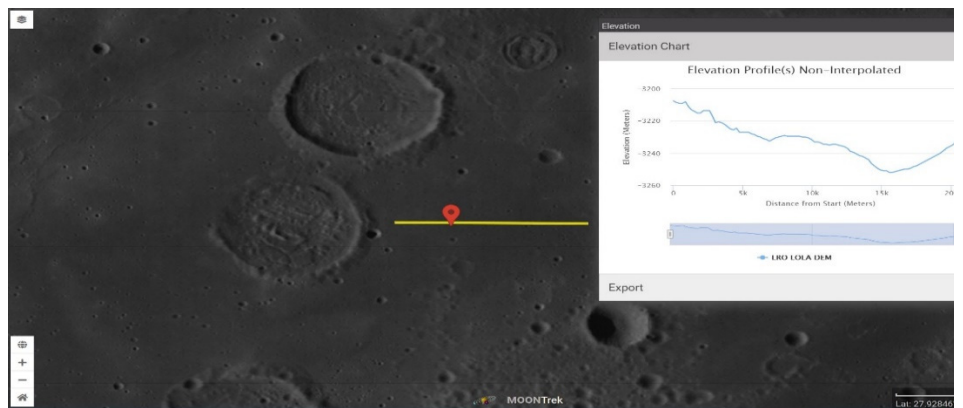 Elevation
Elevation Chart
Elevation Profile(s) Non-Interpolated
-3200
-3220
-3240
-3260
Elevation (Meters)
0 5k 10k 15k
Distance from Start (Meters)
LRO LOLA DEM
Export
MOONTrek
Lat: 27.92846